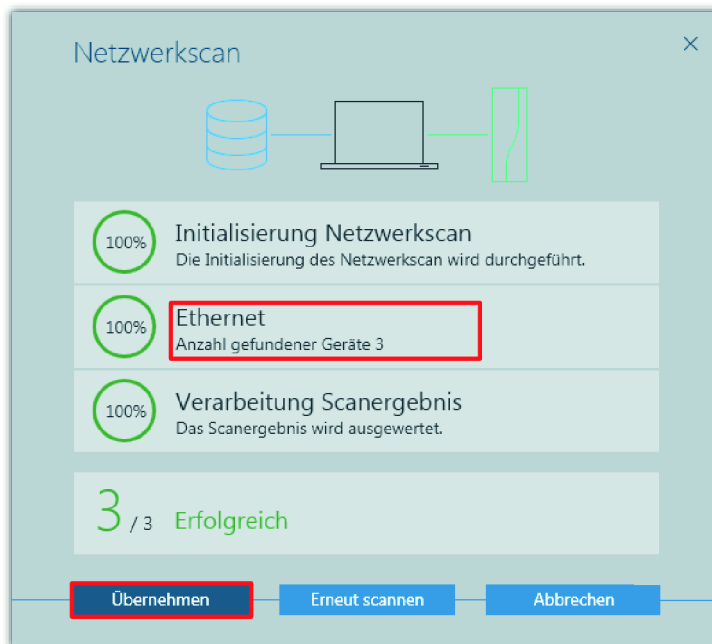 Netzwerkscan
100%
Initialisierung Netzwerkscan
Die Initialisierung des Netzwerkscan wird durchgeführt.
100%
Ethernet
Anzahl gefundener Geräte 3
100%
Verarbeitung Scanergebnis
Das Scanergebnis wird ausgewertet.
3 / 3 Erfolgreich
Übernehmen
Erneut scannen
Abbrechen